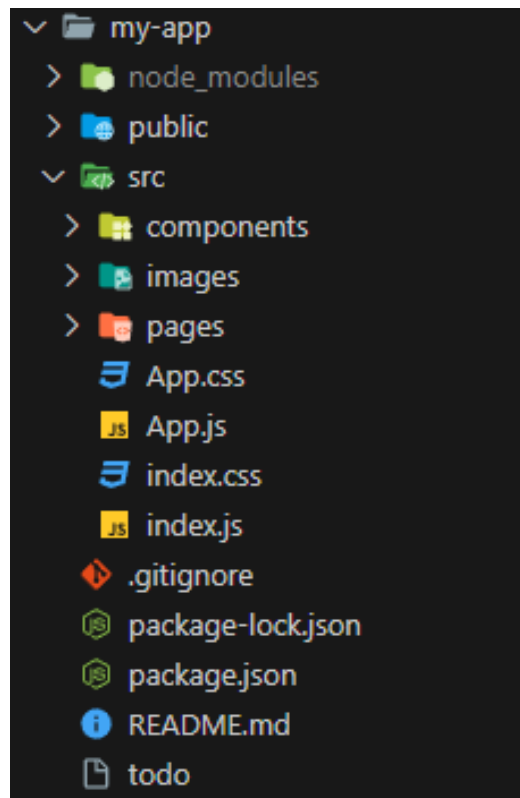 my-app
node_modules
public
src
components
images
pages
App.css
App.js
index.css
index.js
.gitignore
package-lock.json
package.json
README.md
todo